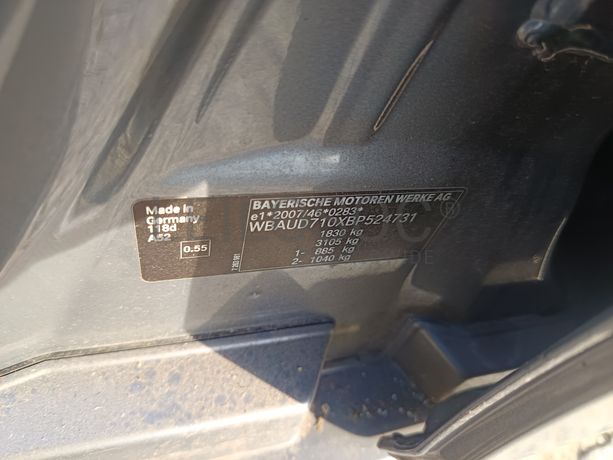 BAYERISCHE MOTOREN WERKE AG
e1*2007/46*0283*
WBAUD710XBP524731
1830 kg
3105 kg
1- 885 kg
2- 1040 kg
Made in
Germany
118d
A52
0.55